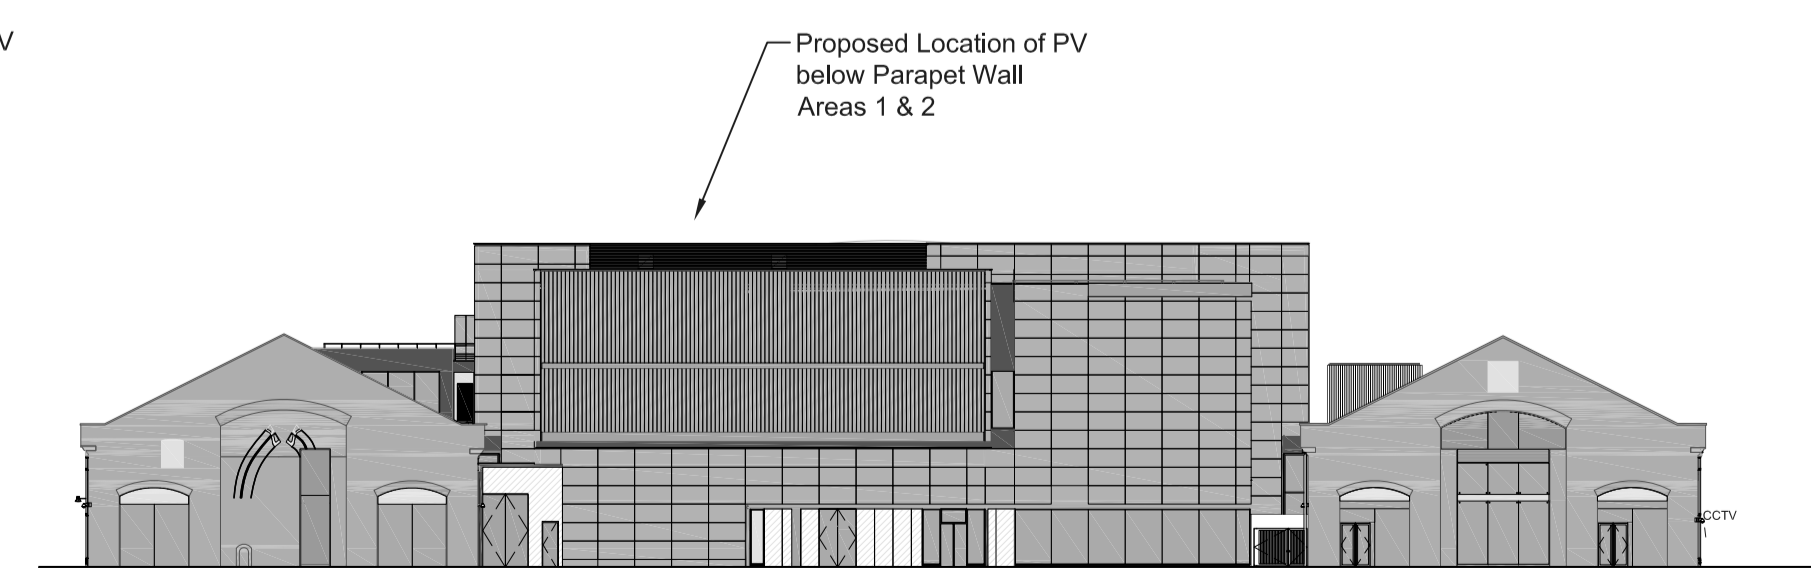 V
Proposed Location of PV
below Parapet Wall
Areas 1 & 2
CCTV